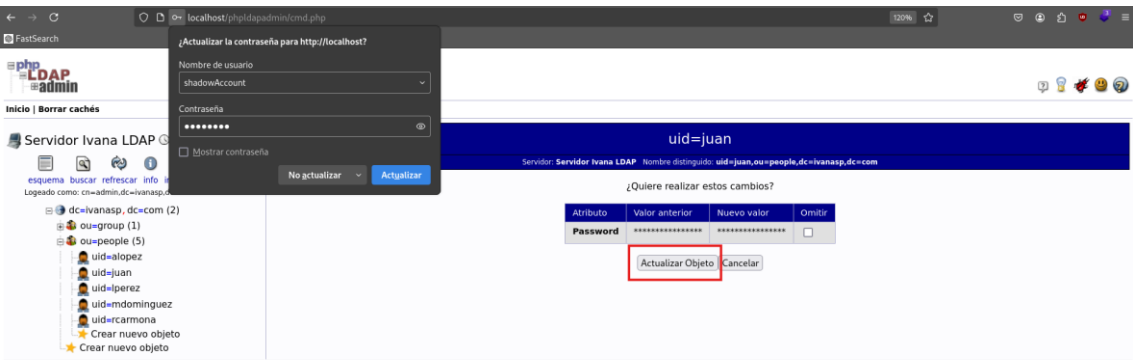 localhost/phpldapadmin/cmd.php
120%
FastSearch
¿Actualizar la contraseña para http://localhost?
Nombre de usuario
shadowAccount
Contraseña
••••••••
Mostrar contraseña
No actualizar
Actualizar
php
LDAP
admin
Inicio | Borrar cachés
Servidor Ivana LDAP
esquema buscar refrescar info
Logeado como: cn=admin,dc=ivanasp,
dc=ivanasp, dc=com (2)
ou=group (1)
ou=people (5)
uid=alopez
uid=juan
uid=lperez
uid=mdominguez
uid=rcarmona
Crear nuevo objeto
Crear nuevo objeto
uid=juan
Servidor: Servidor Ivana LDAP Nombre distinguido: uid=juan,ou=people,dc=ivanasp,dc=com
¿Quiere realizar estos cambios?
Atributo Valor anterior Nuevo valor Omitir
Password **************** ****************
Actualizar Objeto Cancelar